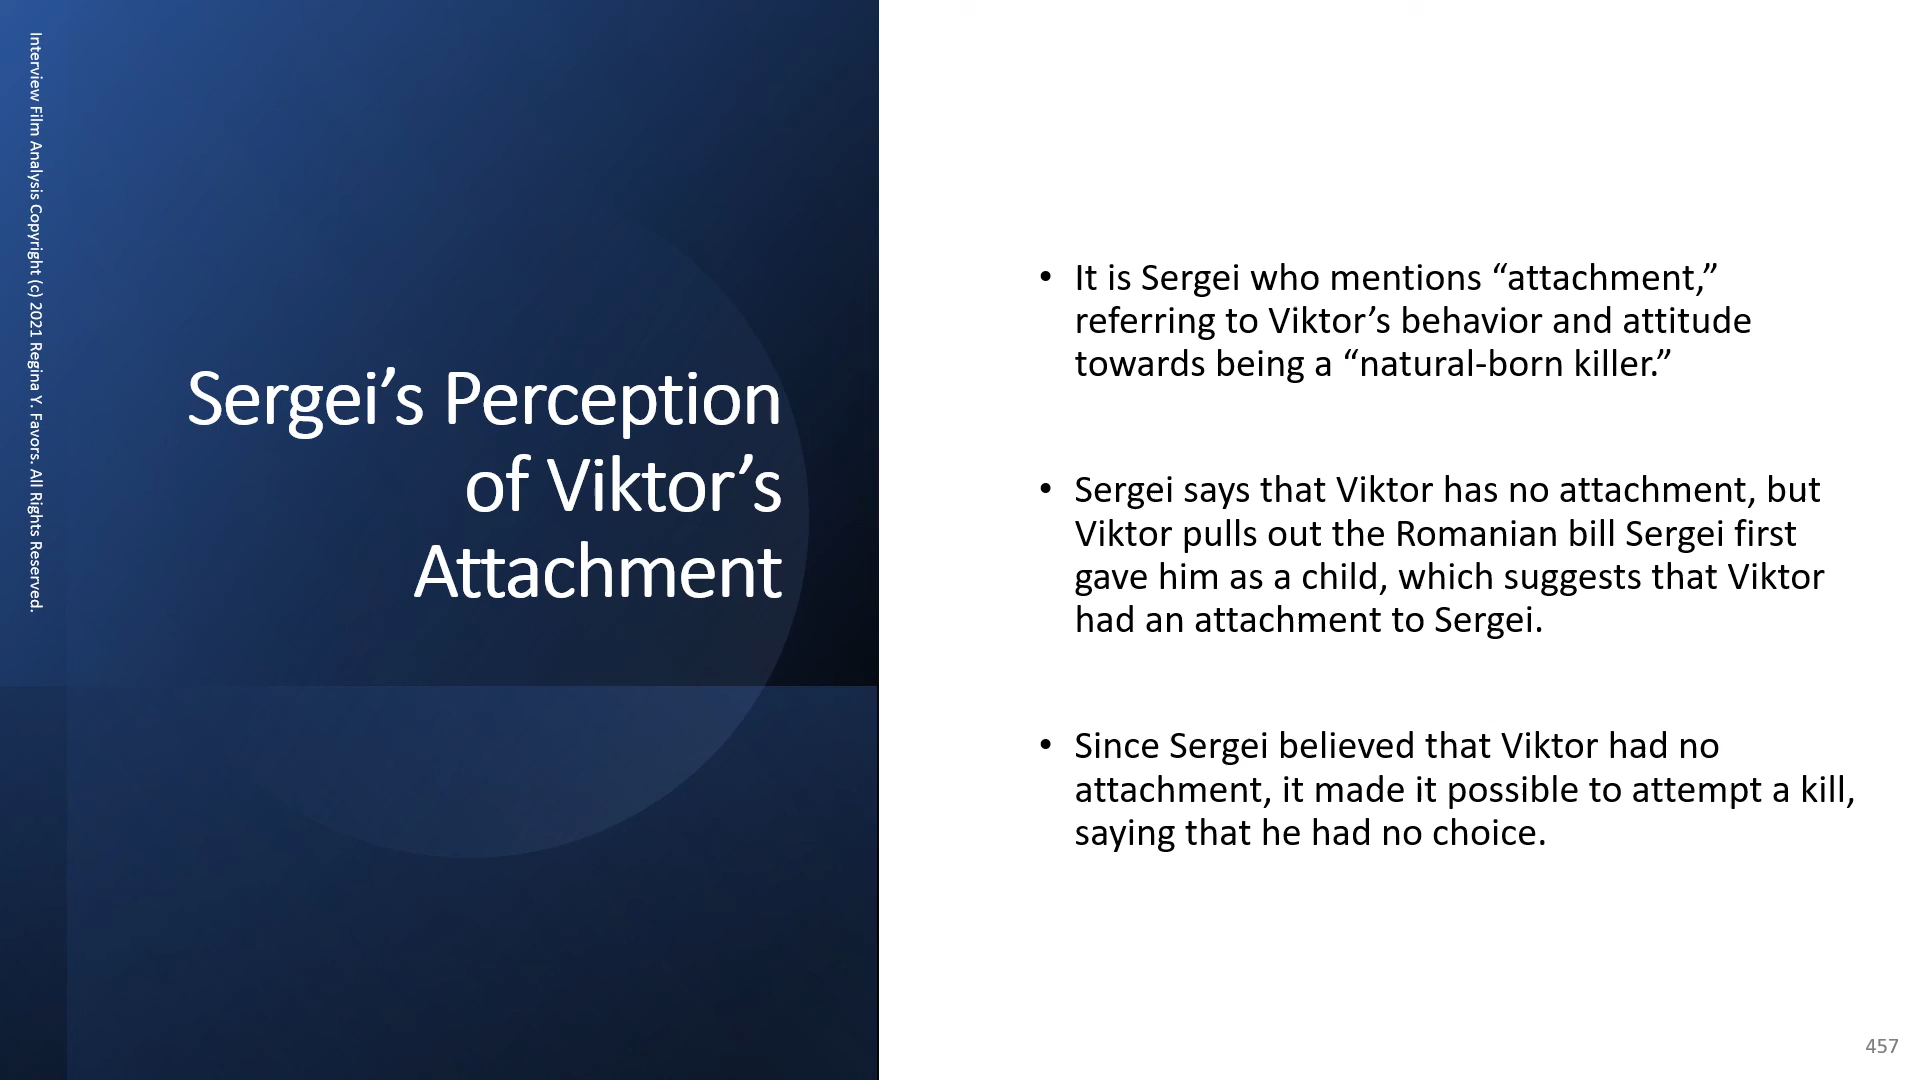 Interview Film Analysis Copyright (c) 2021 Regina Y. Favors. All Rights Reserved.
Sergei’s Perception
of Viktor’s
Attachment
• It is Sergei who mentions “attachment,”
referring to Viktor’s behavior and attitude
towards being a “natural-born killer.”
• Sergei says that Viktor has no attachment, but
Viktor pulls out the Romanian bill Sergei first
gave him as a child, which suggests that Viktor
had an attachment to Sergei.
• Since Sergei believed that Viktor had no
attachment, it made it possible to attempt a kill,
saying that he had no choice.
457